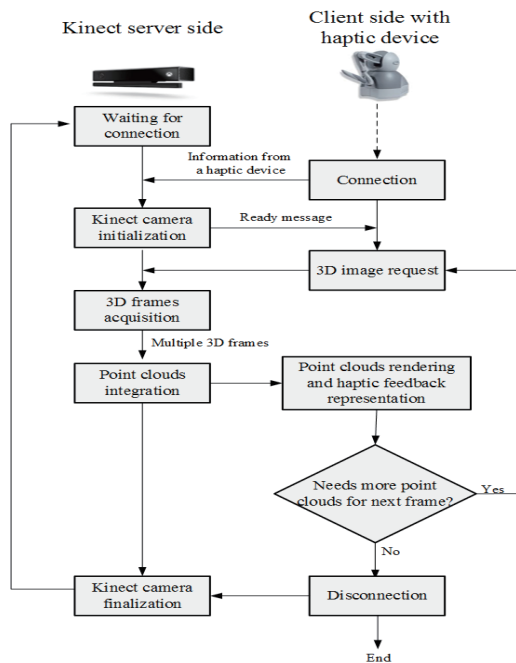 Kinect server side
Client side with
haptic device
Waiting for
connection
Information from
a haptic device
Connection
Kinect camera
initialization
Ready message
3D image request
3D frames
acquisition
Multiple 3D frames
Point clouds
integration
Point clouds rendering
and haptic feedback
representation
Needs more point
clouds for next frame?
Yes
No
Kinect camera
finalization
Disconnection
End